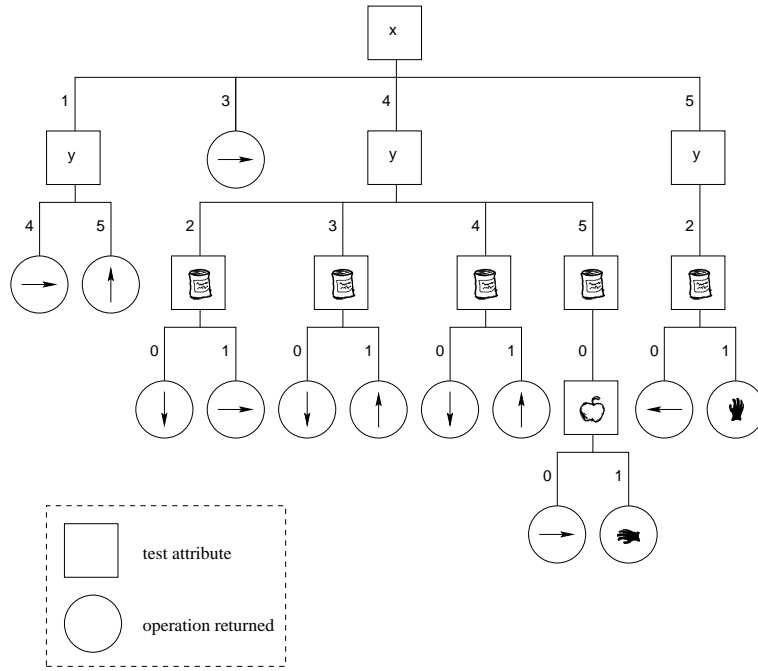 x
1 3 4 5
y y y
4 5 2 3 4 5 2
0 1 0 1 0 1 0 0 1
0 1
test attribute
operation returned